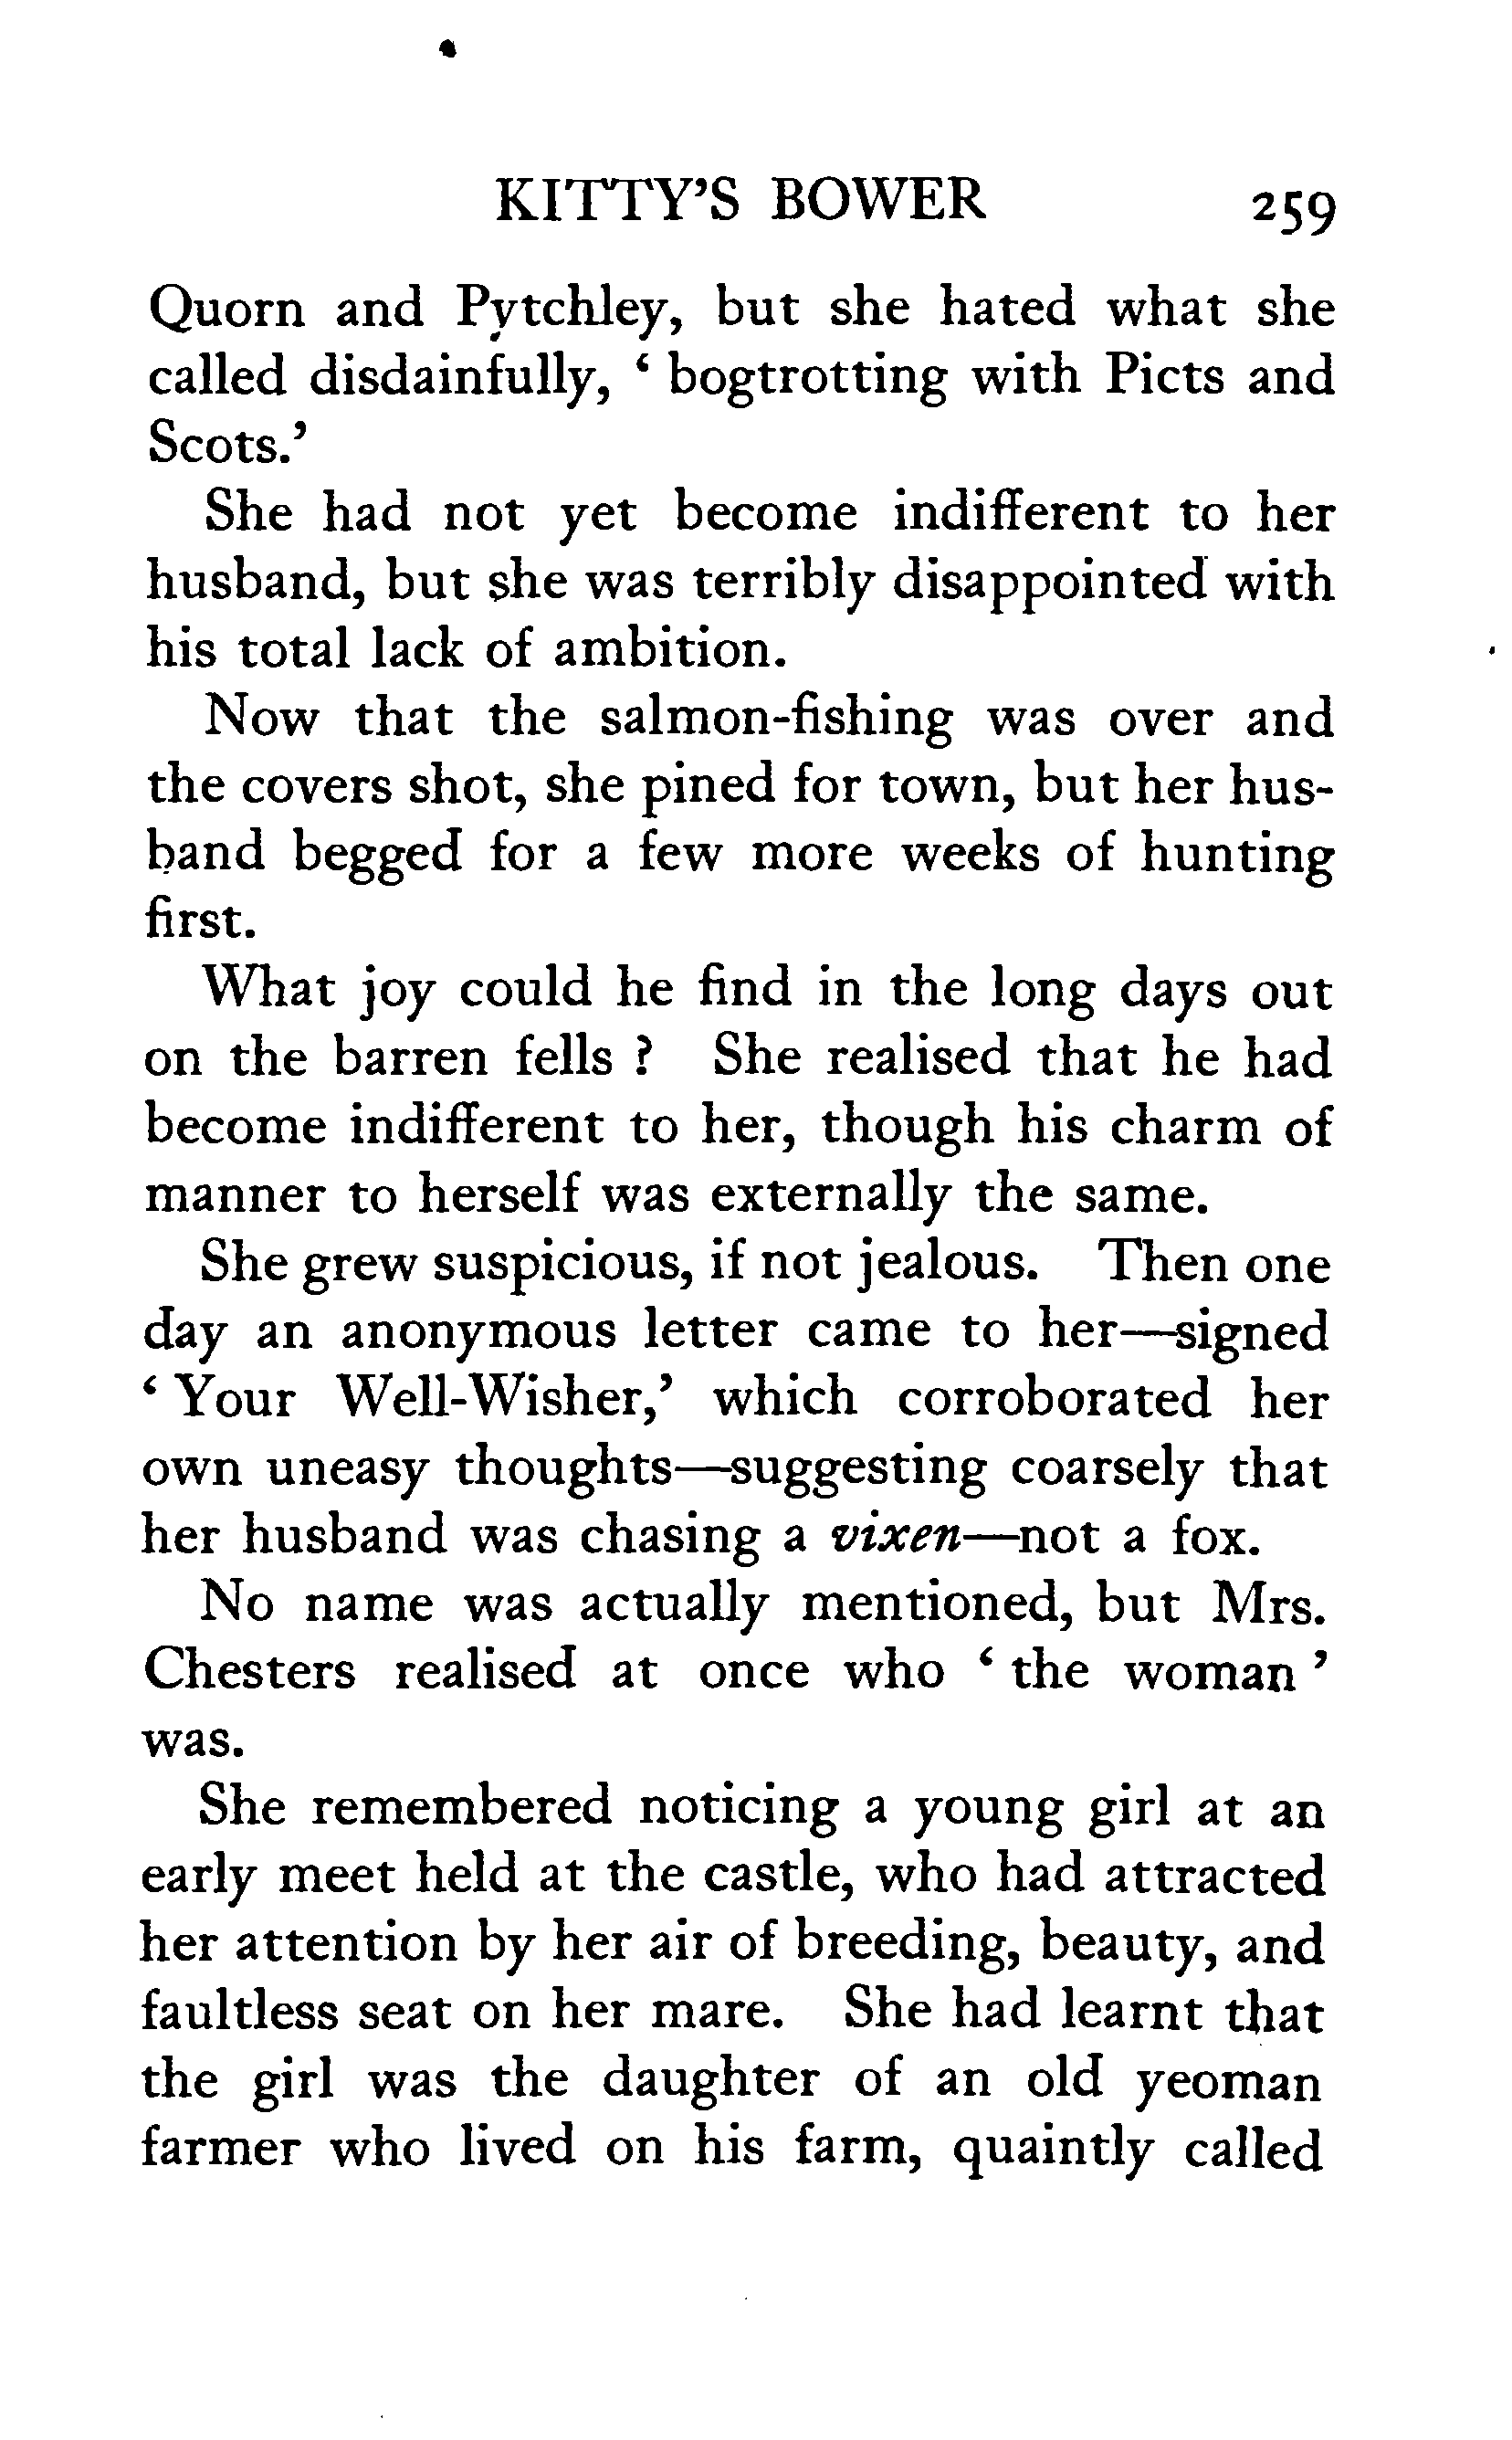 KITTY'S BOWER 259
Quorn and Pytchley, but she hated what she
called disdainfully, ‘ bogtrotting with Picts and
Scots.’
She had not yet become indifferent to her
husband, but she was terribly disappointed with
his total lack of ambition.
Now that the salmon-fishing was over and
the covers shot, she pined for town, but her hus-
band begged for a few more weeks of hunting
first.
What joy could he find in the long days out
on the barren fells ? She realised that he had
become indifferent to her, though his charm of
manner to herself was externally the same.
She grew suspicious, if not jealous. Then one
day an anonymous letter came to her—signed
‘ Your Well-Wisher,’ which corroborated her
own uneasy thoughts—suggesting coarsely that
her husband was chasing a vixen—not a fox.
No name was actually mentioned, but Mrs.
Chesters realised at once who ‘ the woman ’
was.
She remembered noticing a young girl at an
early meet held at the castle, who had attracted
her attention by her air of breeding, beauty, and
faultless seat on her mare. She had learnt that
the girl was the daughter of an old yeoman
farmer who lived on his farm, quaintly called